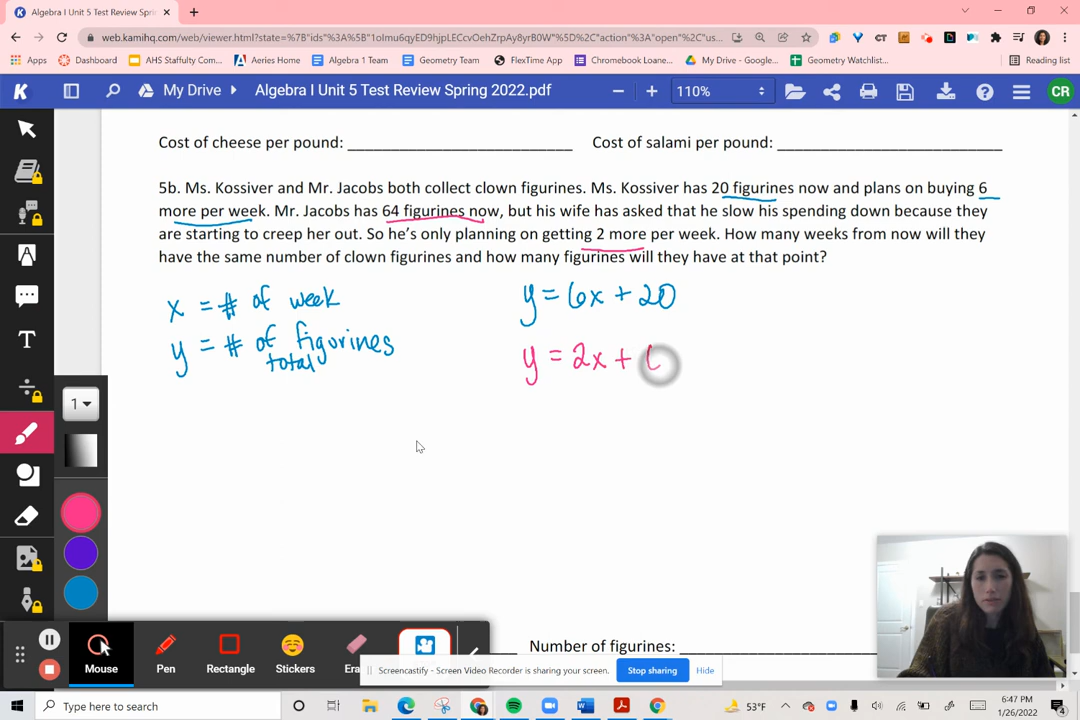 Algebra I Unit 5 Test Review Spri
web.kamihq.com/web/viewer.html?state=%7B"ids"%3A%5B"1oImu6qyED9hjpLECcvOehZrpAy8yrB0W"%5D%2C"action"%3A"open"%2C"us...
Apps Dashboard AHS Staffulty Com... Aeries Home Algebra 1 Team Geometry Team FlexTime App Chromebook Loane... My Drive - Google... Geometry Watchlist... Reading list
K My Drive Algebra I Unit 5 Test Review Spring 2022.pdf 110% CR
Cost of cheese per pound: __________ Cost of salami per pound: __________
5b. Ms. Kossiver and Mr. Jacobs both collect clown figurines. Ms. Kossiver has 20 figurines now and plans on buying 6
more per week. Mr. Jacobs has 64 figurines now, but his wife has asked that he slow his spending down because they
are starting to creep her out. So he's only planning on getting 2 more per week. How many weeks from now will they
have the same number of clown figurines and how many figurines will they have at that point?
x = # of week
y = 6x + 20
y = # of figurines
total
y = 2x +
1
Number of figurines: __________
Mouse Pen Rectangle Stickers Era
Screencastify - Screen Video Recorder is sharing your screen. Stop sharing Hide
Type here to search 53°F 6:47 PM
1/26/2022